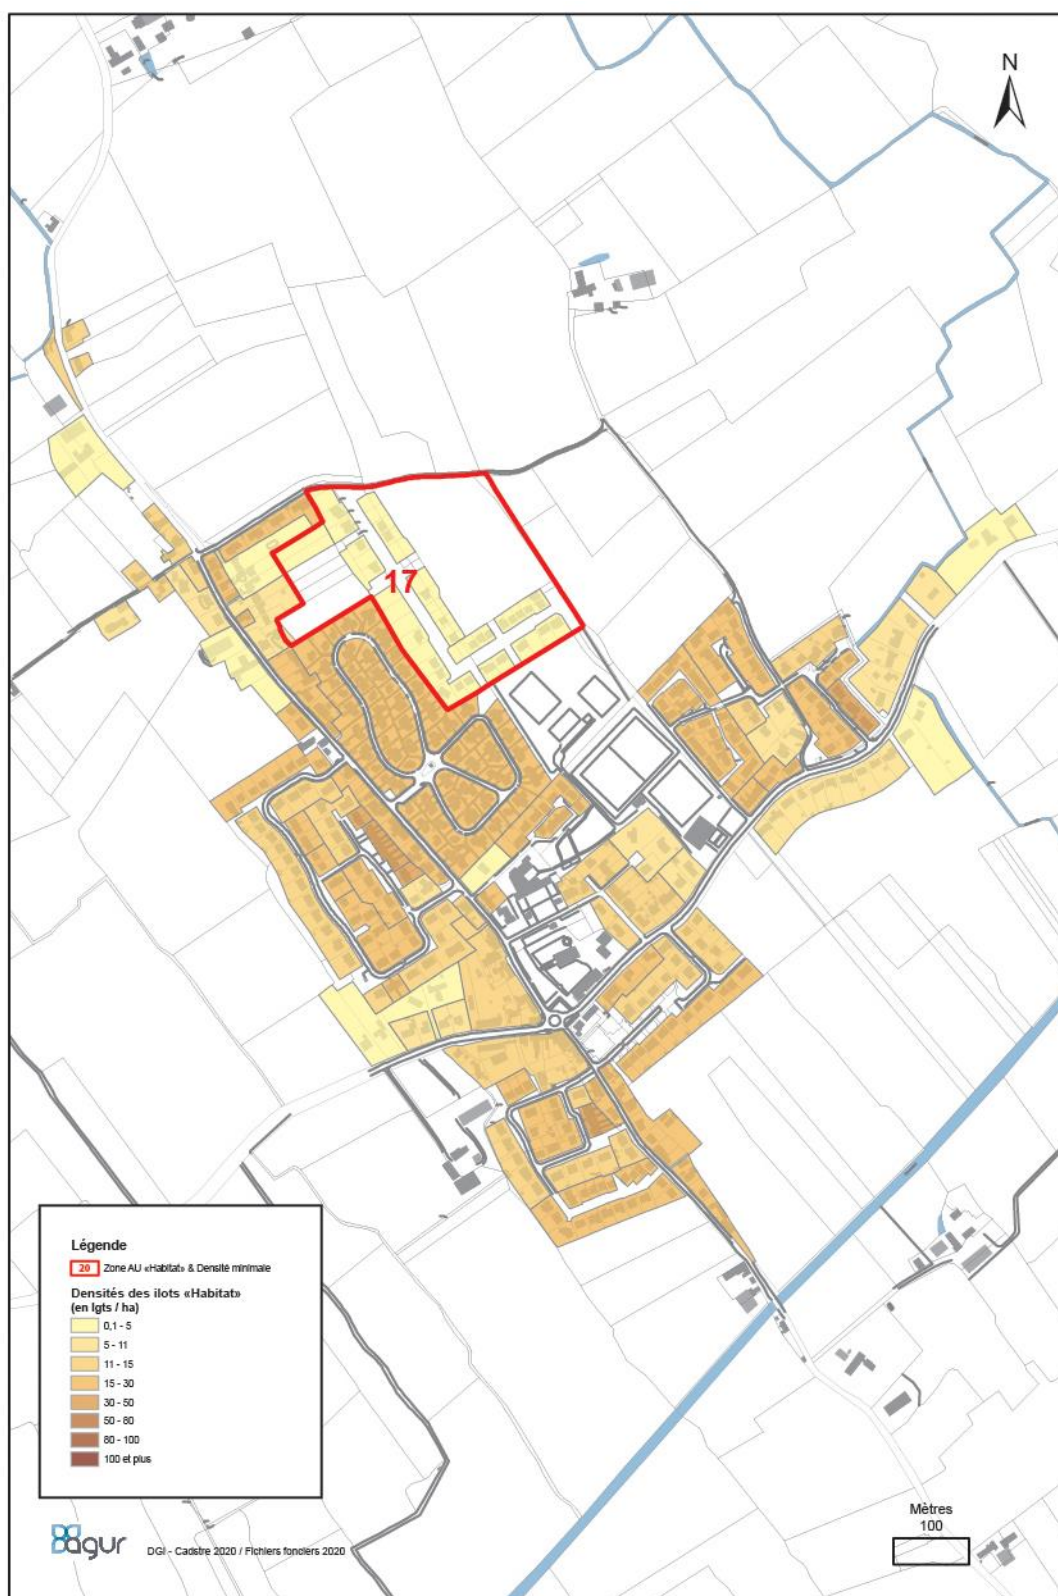 N
17
Légende
20 Zone AU «Habitat» & Densité minimale
Densités des ilots «Habitat»
(en lgts / ha)
0,1 - 5
5 - 11
11 - 15
15 - 30
30 - 50
50 - 80
80 - 100
100 et plus
agur
DGI - Cadstre 2020 / Fichiers fonciers 2020
Mètres
100